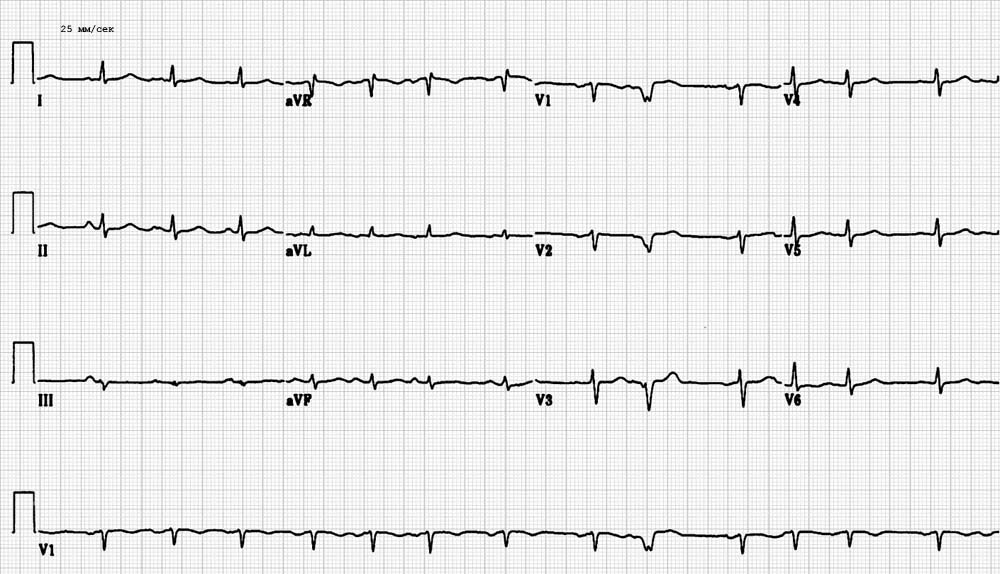 25 мм/сек
I aVR V1 V4
II aVL V2 V5
III aVF V3 V6
V1